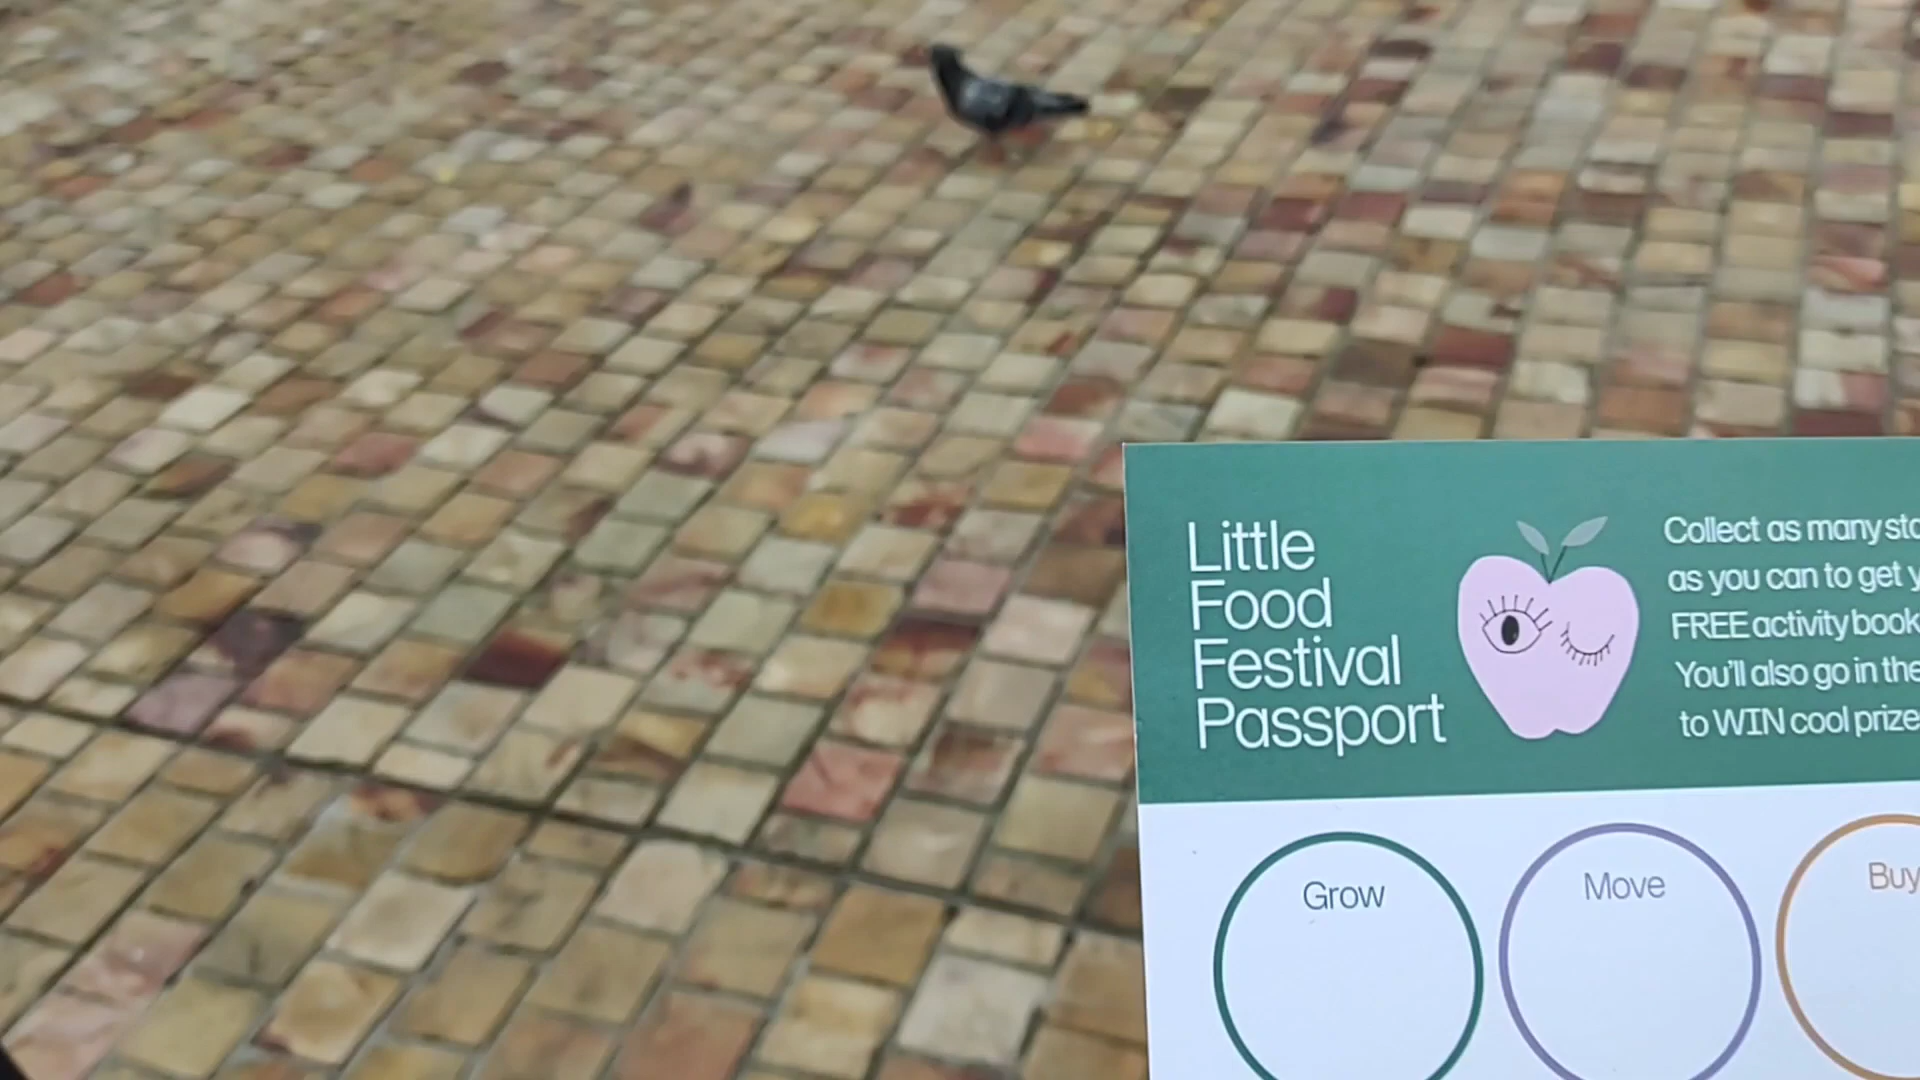 Little
Food
Festival
Passport
Collect as many sta
as you can to get y
FREE activity book
You'll also go in the
to WIN cool prize
Grow
Move
Buy